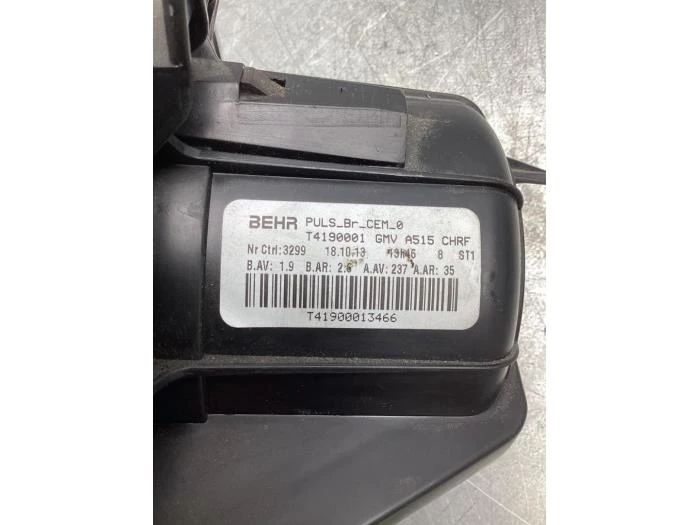 BEHR PULS_Br_CEM_0
T4190001 GMV A515 CHRF
Nr Ctrl:3299 18.10.13 13h46 8 ST1
B.AV: 1.9 B.AR: 2.6 A.AV: 237 A.AR: 35
T41900013466